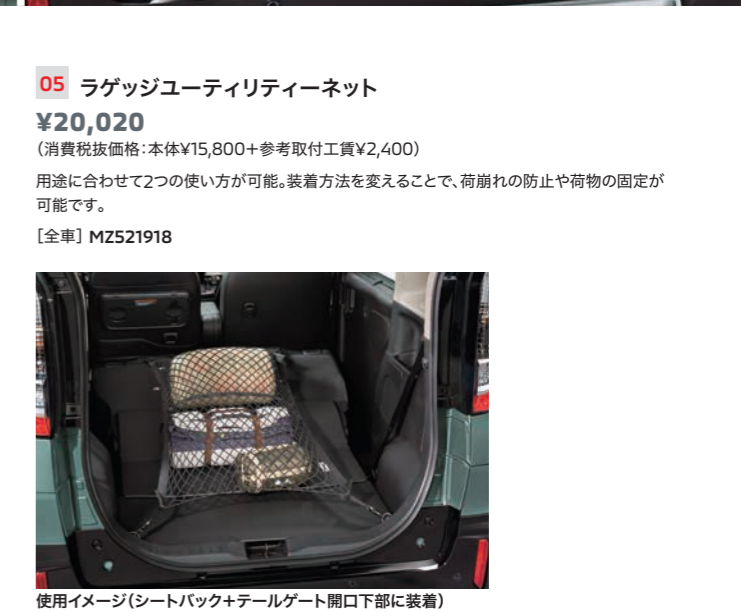 05 ラゲッジユーティリティーネット
¥20,020
（消費税抜価格：本体¥15,800＋参考取付工賃¥2,400）
用途に合わせて2つの使い方が可能。装着方法を変えることで、荷崩れの防止や荷物の固定が
可能です。
［全車］ MZ521918
使用イメージ（シートバック＋テールゲート開口下部に装着）